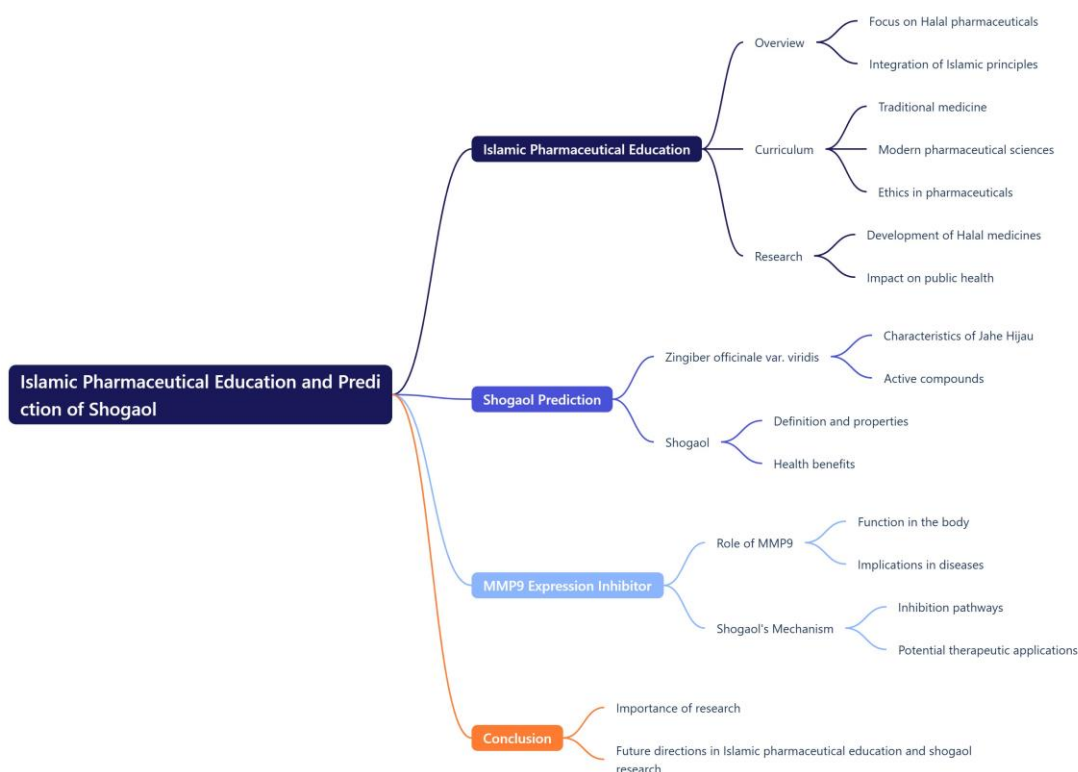 Islamic Pharmaceutical Education and Predi
ction of Shogaol
Islamic Pharmaceutical Education
Overview
Focus on Halal pharmaceuticals
Integration of Islamic principles
Curriculum
Traditional medicine
Modern pharmaceutical sciences
Ethics in pharmaceuticals
Research
Development of Halal medicines
Impact on public health
Shogaol Prediction
Zingiber officinale var. viridis
Characteristics of Jahe Hijau
Active compounds
Shogaol
Definition and properties
Health benefits
MMP9 Expression Inhibitor
Role of MMP9
Function in the body
Implications in diseases
Shogaol's Mechanism
Inhibition pathways
Potential therapeutic applications
Conclusion
Importance of research
Future directions in Islamic pharmaceutical education and shogaol
research